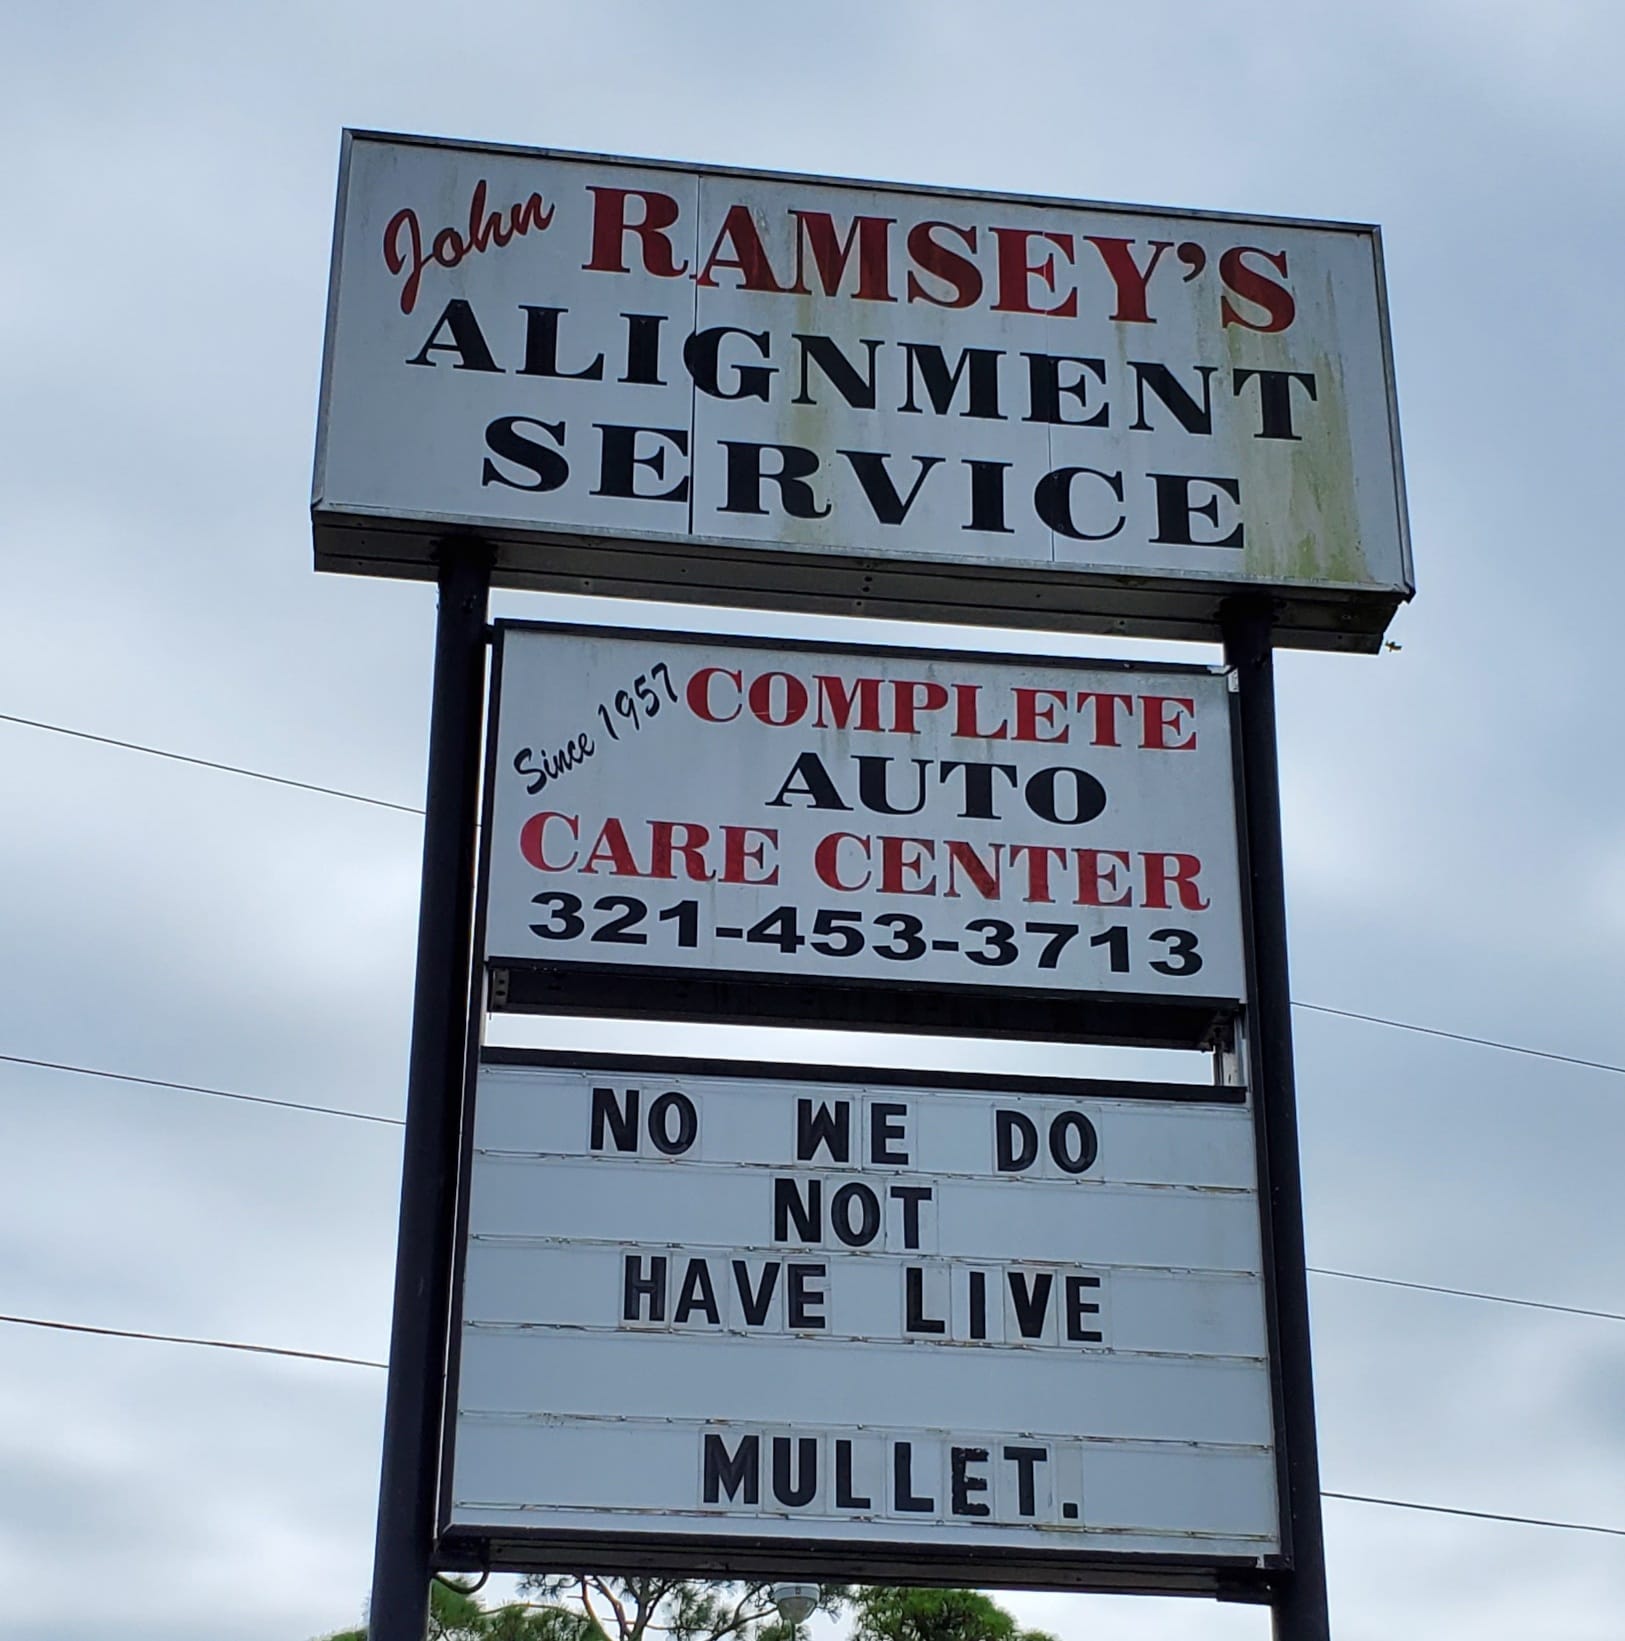 John RAMSEY'S
ALIGNMENT
SERVICE
Since 1957 COMPLETE
AUTO
CARE CENTER
321-453-3713
NO WE DO
NOT
HAVE LIVE
MULLET.